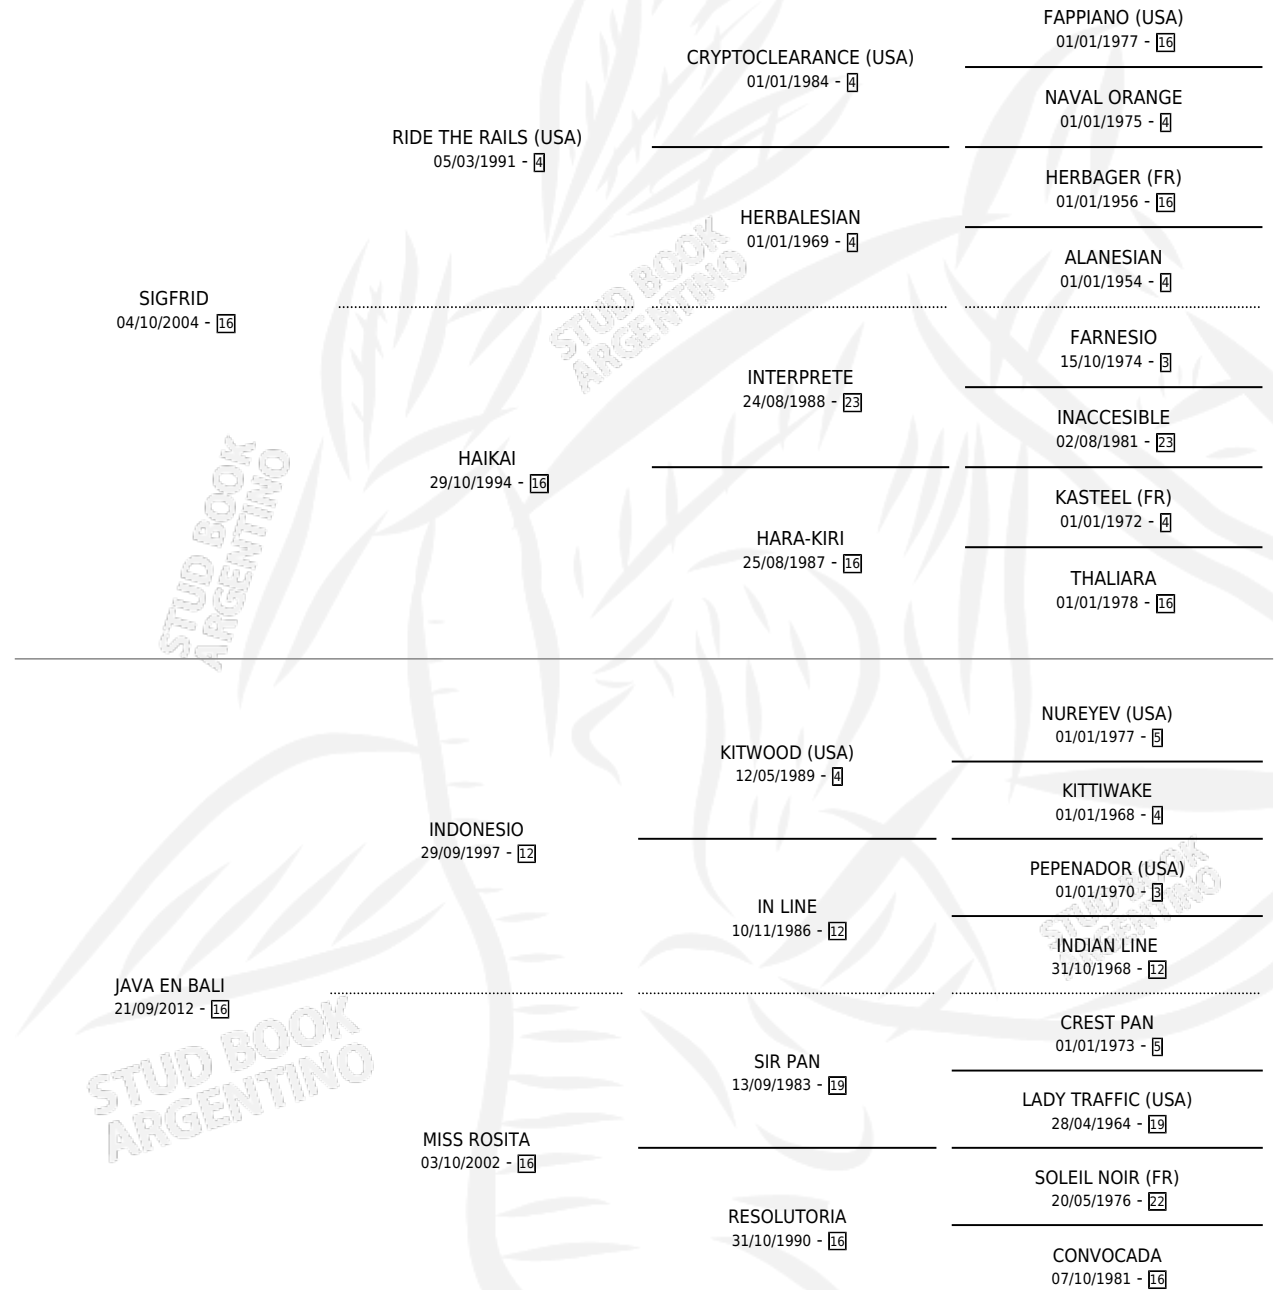 FAPPIANO (USA)
01/01/1977 - 16
CRYPTOCLEARANCE (USA)
01/01/1984 - 4
NAVAL ORANGE
01/01/1975 - 4
RIDE THE RAILS (USA)
05/03/1991 - 4
HERBAGER (FR)
01/01/1956 - 16
HERBALESIAN
01/01/1969 - 4
ALANESIAN
01/01/1954 - 4
SIGFRID
04/10/2004 - 16
STUD BOOK
ARGENTINO
FARNESIO
15/10/1974 - 3
INTERPRETE
24/08/1988 - 23
INACCESIBLE
02/08/1981 - 23
HAIKAI
29/10/1994 - 16
KASTEEL (FR)
01/01/1972 - 4
HARA-KIRI
25/08/1987 - 16
THALIARA
01/01/1978 - 16
STUD BOOK
ARGENTINO
NUREYEV (USA)
01/01/1977 - 5
KITWOOD (USA)
12/05/1989 - 4
KITTIWAKE
01/01/1968 - 4
INDONESIO
29/09/1997 - 12
PEPENADOR (USA)
01/01/1970 - 3
IN LINE
10/11/1986 - 12
STUD BOOK
ARGENTINO
INDIAN LINE
31/10/1968 - 12
JAVA EN BALI
21/09/2012 - 16
CREST PAN
01/01/1973 - 5
SIR PAN
13/09/1983 - 19
STUD BOOK
ARGENTINO
LADY TRAFFIC (USA)
28/04/1964 - 19
MISS ROSITA
03/10/2002 - 16
SOLEIL NOIR (FR)
20/05/1976 - 22
RESOLUTORIA
31/10/1990 - 16
CONVOCADA
07/10/1981 - 16